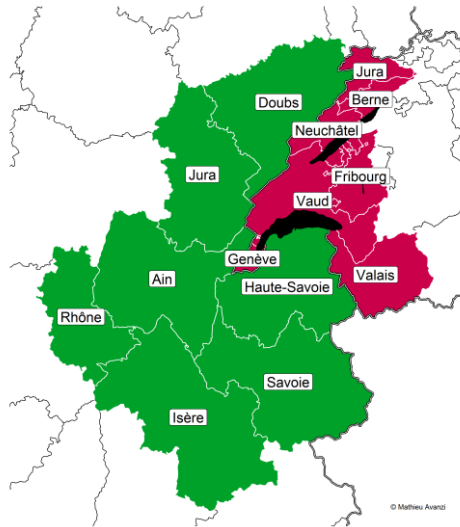 Jura
Doubs
Berne
Neuchâtel
Jura
Fribourg
Vaud
Genève
Ain
Valais
Haute-Savoie
Rhône
Savoie
Isère
© Mathieu Avanzi